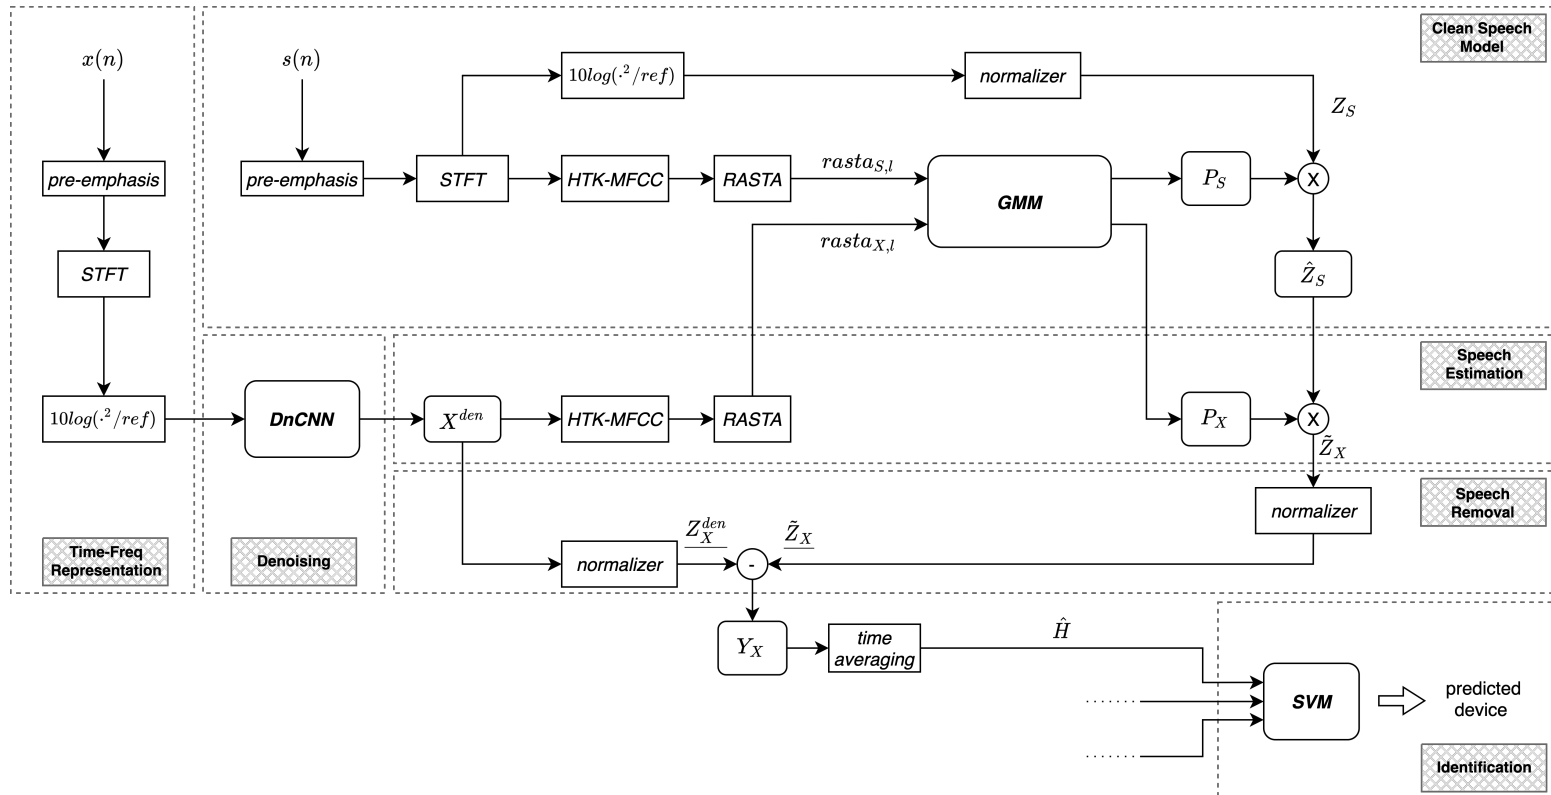 Clean Speech
Model
x(n)
s(n)
10log(·²/ref)
normalizer
Z_S
pre-emphasis
pre-emphasis
STFT
HTK-MFCC
RASTA
rasta_{S,l}
GMM
P_S
X
rasta_{X,l}
STFT
Ẑ_S
Speech
Estimation
10log(·²/ref)
DnCNN
X^{den}
HTK-MFCC
RASTA
P_X
X
Z̃_X
Speech
Removal
normalizer
Time-Freq
Representation
Denoising
normalizer
Z_X^{den}
-
Z̃_X
Y_X
time
averaging
Ĥ
SVM
predicted
device
Identification